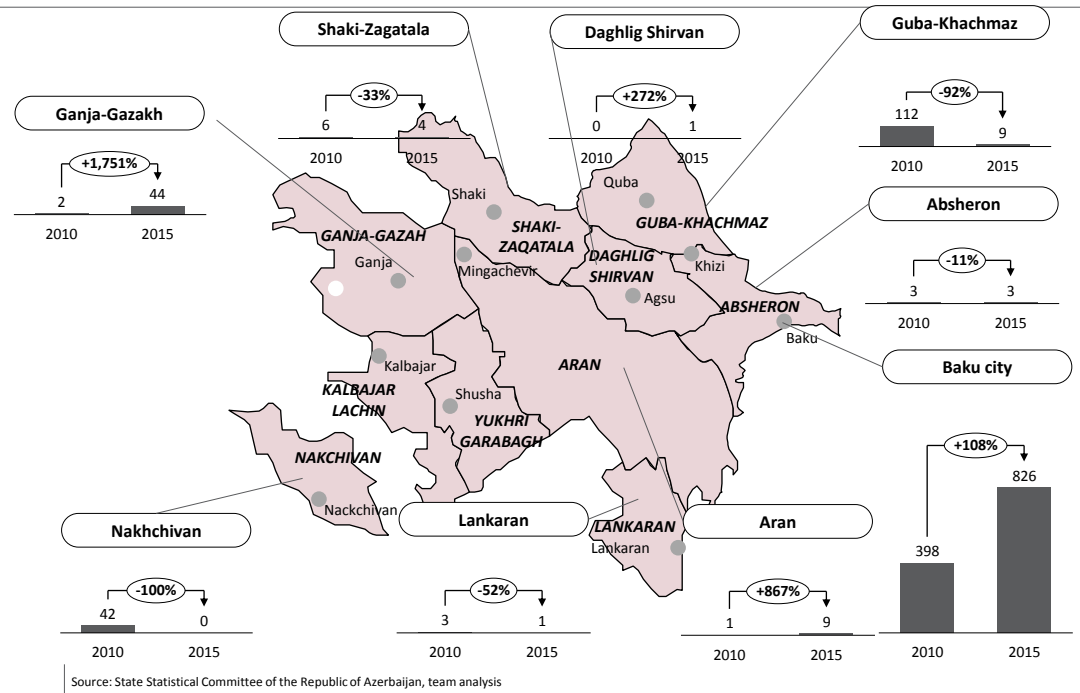 Shaki-Zagatala
-33%
6
4
2010
2015
Daghlig Shirvan
+272%
0
1
2010
2015
Guba-Khachmaz
-92%
112
9
2010
2015
Ganja-Gazakh
+1,751%
2
44
2010
2015
Absheron
-11%
3
3
2010
2015
Shaki
SHAKI-
ZAQATALA
Quba
GUBA-KHACHMAZ
GANJA-GAZAH
Ganja
Mingachevir
DAGHLIG
SHIRVAN
Khizi
Agsu
ABSHERON
Baku
Baku city
+108%
398
826
2010
2015
ARAN
Kalbajar
KALBAJAR
LACHIN
Shusha
YUKHRI
GARABAGH
NAKCHIVAN
Nackchivan
LANKARAN
Lankaran
Nakhchivan
-100%
42
0
2010
2015
Lankaran
-52%
3
1
2010
2015
Aran
+867%
1
9
2010
2015
Source: State Statistical Committee of the Republic of Azerbaijan, team analysis